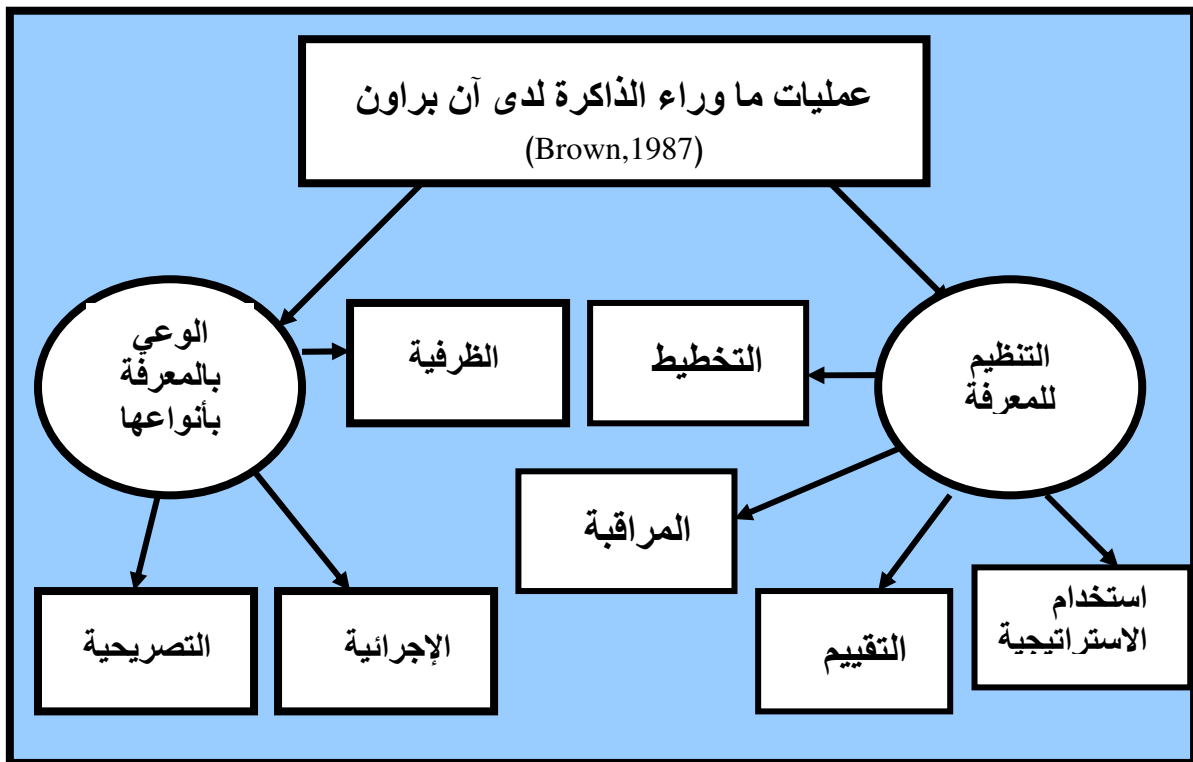 عمليات ما وراء الذاكرة لدى آن براون
(Brown,1987)
التنظيم
للمعرفة
التخطيط
المراقبة
التقييم
استخدام
الاستراتيجية
الوعي
بالمعرفة
بأنواعها
الظرفية
الإجرائية
التصريحية